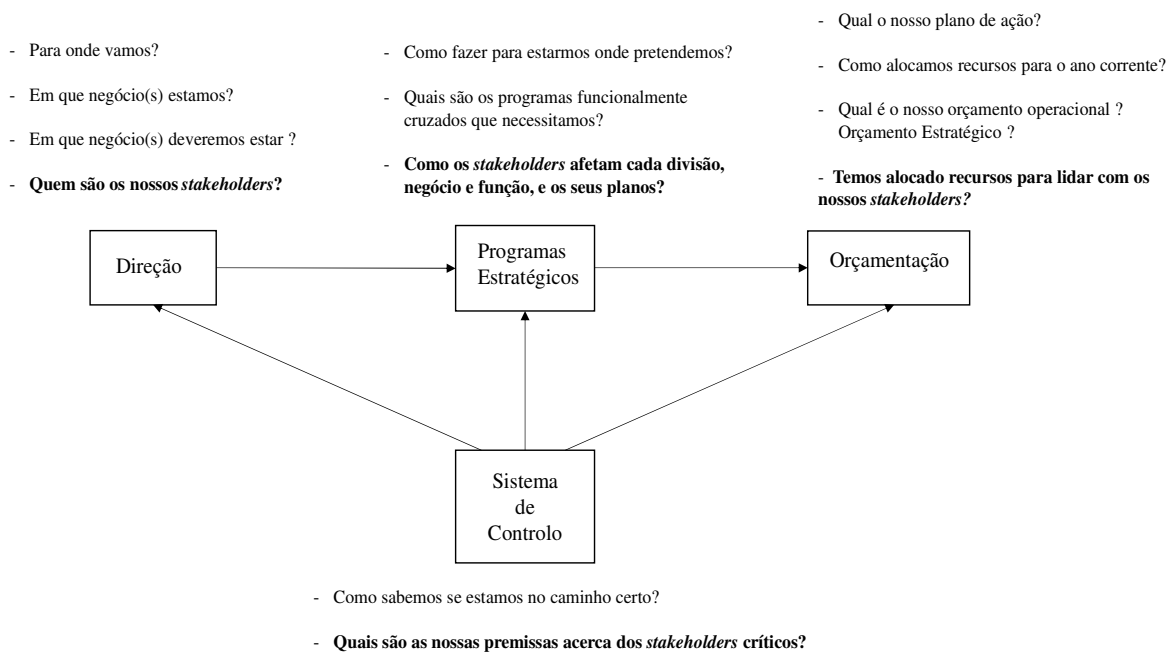 - Para onde vamos?
- Em que negócio(s) estamos?
- Em que negócio(s) deveremos estar ?
- Quem são os nossos stakeholders?
- Como fazer para estarmos onde pretendemos?
- Quais são os programas funcionalmente
cruzados que necessitamos?
- Como os stakeholders afetam cada divisão,
negócio e função, e os seus planos?
- Qual o nosso plano de ação?
- Como alocamos recursos para o ano corrente?
- Qual é o nosso orçamento operacional ?
Orçamento Estratégico ?
- Temos alocado recursos para lidar com os
nossos stakeholders?
Direção
Programas
Estratégicos
Orçamentação
Sistema
de
Controlo
- Como sabemos se estamos no caminho certo?
- Quais são as nossas premissas acerca dos stakeholders críticos?